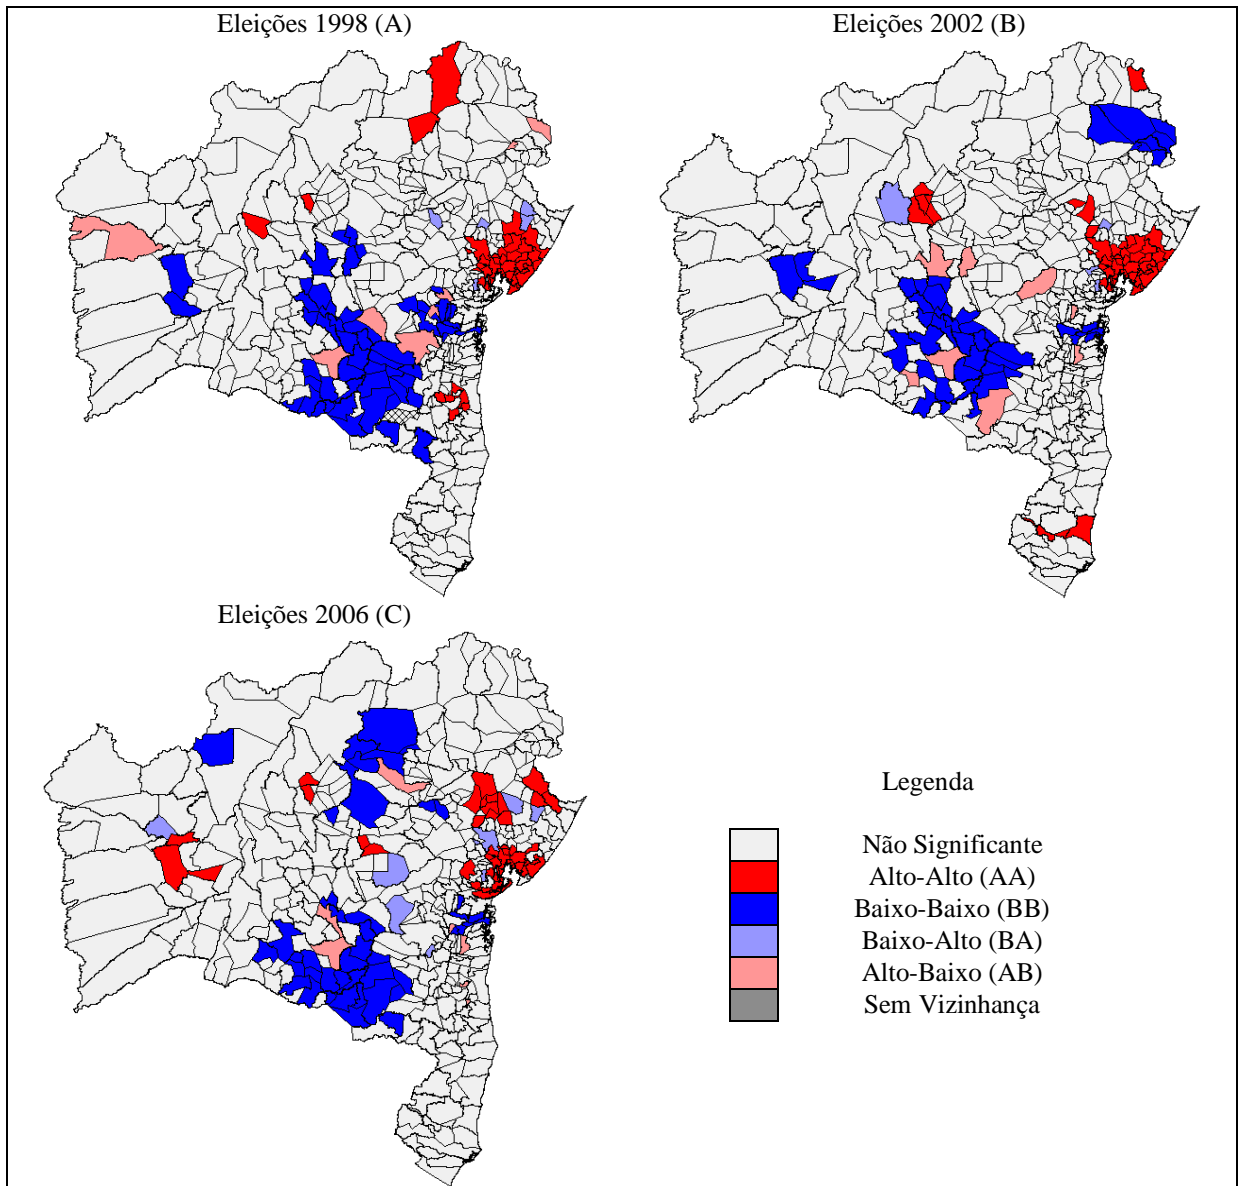 Eleições 1998 (A)
Eleições 2002 (B)
Eleições 2006 (C)
Legenda
Não Significante
Alto-Alto (AA)
Baixo-Baixo (BB)
Baixo-Alto (BA)
Alto-Baixo (AB)
Sem Vizinhança